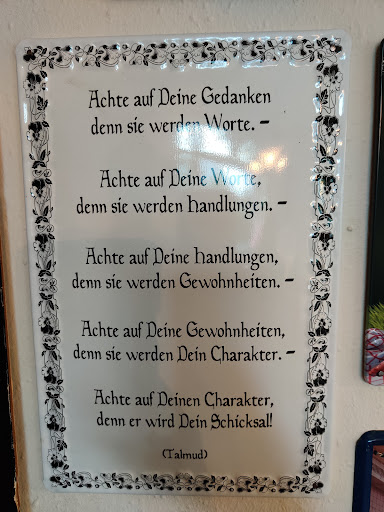 Achte auf Deine Gedanken
denn sie werden Worte. –
Achte auf Deine Worte,
denn sie werden Handlungen. –
Achte auf Deine Handlungen,
denn sie werden Gewohnheiten. –
Achte auf Deine Gewohnheiten,
denn sie werden Dein Charakter. –
Achte auf Deinen Charakter,
denn er wird Dein Schicksal!
(Talmud)